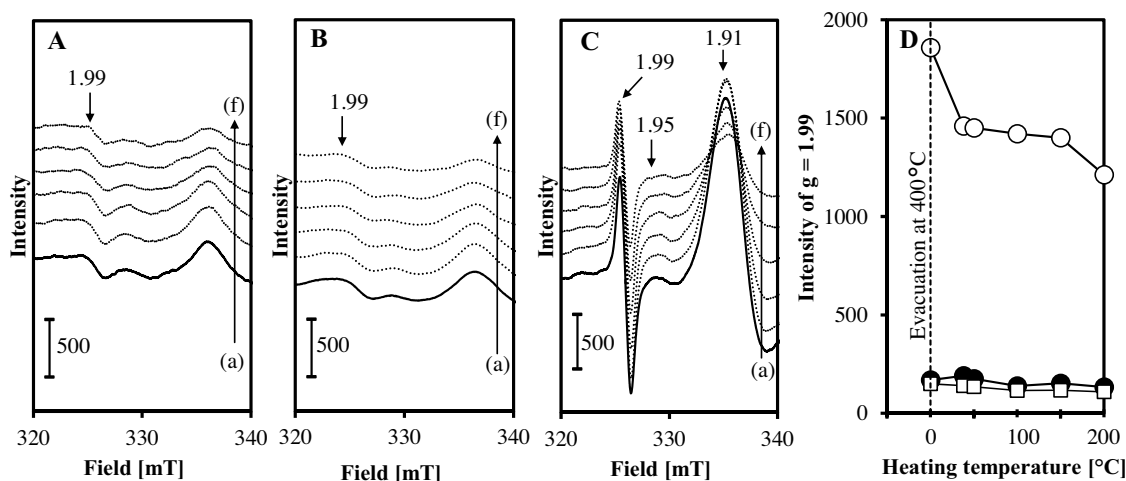 A
1.99
(f)
500
(a)
320
330
340
Field [mT]
Intensity
B
1.99
(f)
500
(a)
320
330
340
Field [mT]
Intensity
C
1.99
1.95
1.91
(f)
500
(a)
320
330
340
Field [mT]
Intensity
D
2000
1500
1000
500
0
Intensity of g = 1.99
Evacuation at 400°C
0
100
200
Heating temperature [°C]